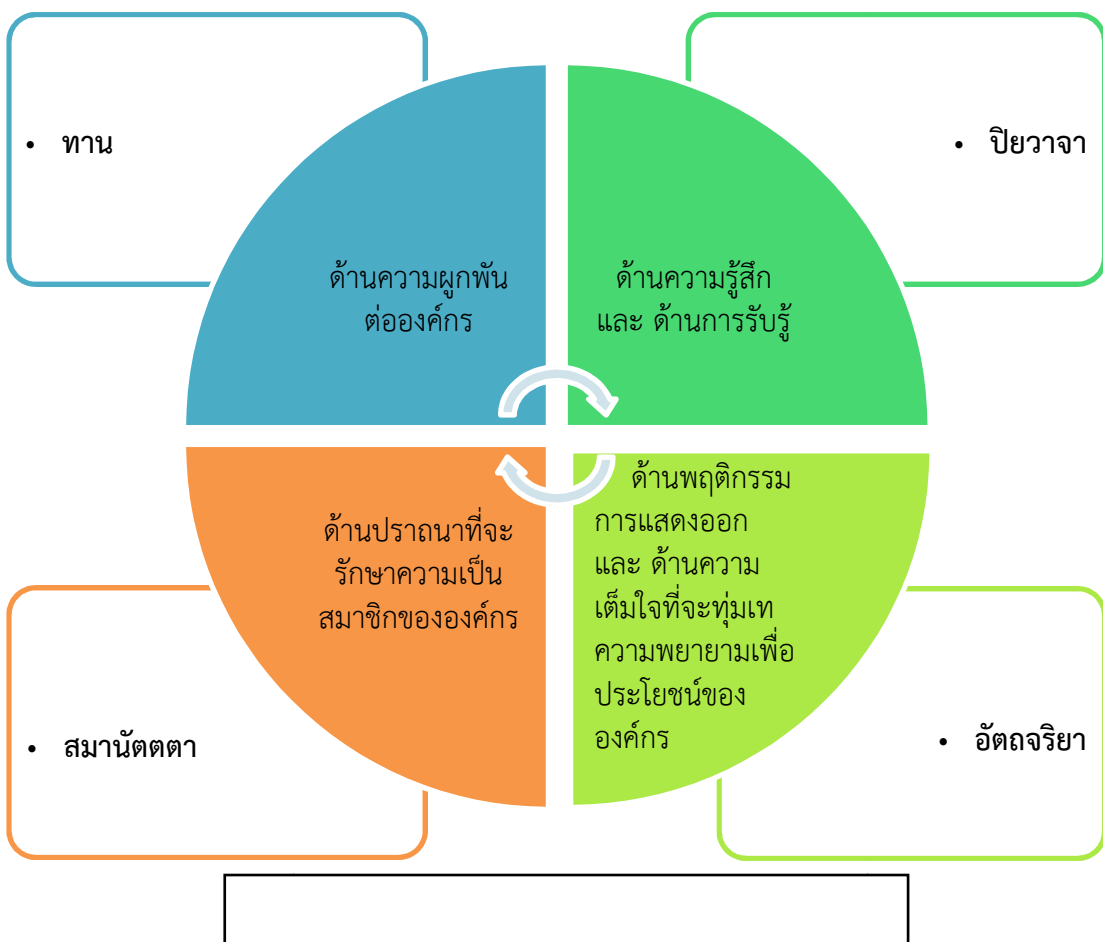 • ทาน
• ปิยวาจา
ด้านความผูกพัน
ต่อองค์กร
ด้านความรู้สึก
และ ด้านการรับรู้
ด้านปราถนาที่จะ
รักษาความเป็น
สมาชิกขององค์กร
ด้านพฤติกรรม
การแสดงออก
และ ด้านความ
เต็มใจที่จะทุ่มเท
ความพยายามเพื่อ
ประโยชน์ของ
องค์กร
• สมานัตตตา
• อัตถจริยา